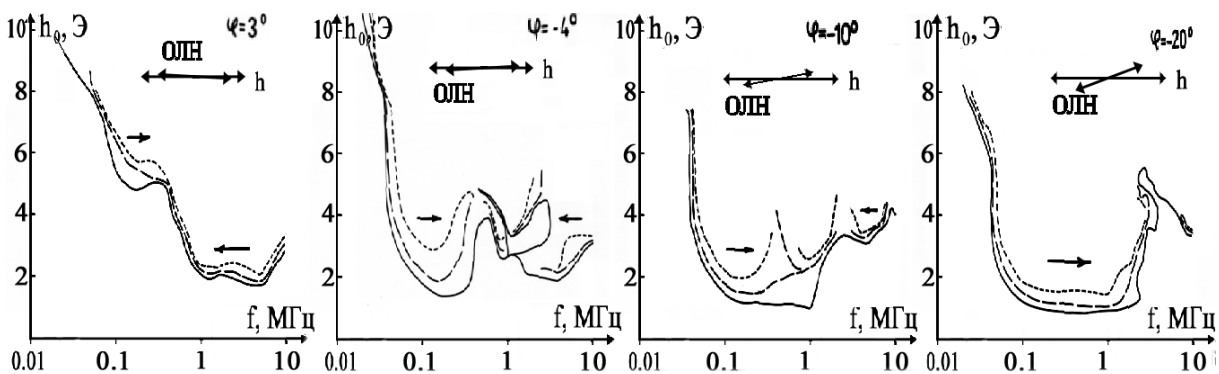 h₀, Э
φ=3°
ОЛН
h
10
8
6
4
2
f, МГц
0.01 0.1 1 10
h₀, Э
φ=-4°
h
ОЛН
10
8
6
4
2
f, МГц
0.01 0.1 1 10
h₀, Э
φ=-10°
h
ОЛН
10
8
6
4
2
f, МГц
0.01 0.1 1 10
h₀, Э
φ=-20°
ОЛН
h
10
8
6
4
2
f, МГц
0.01 0.1 1 10